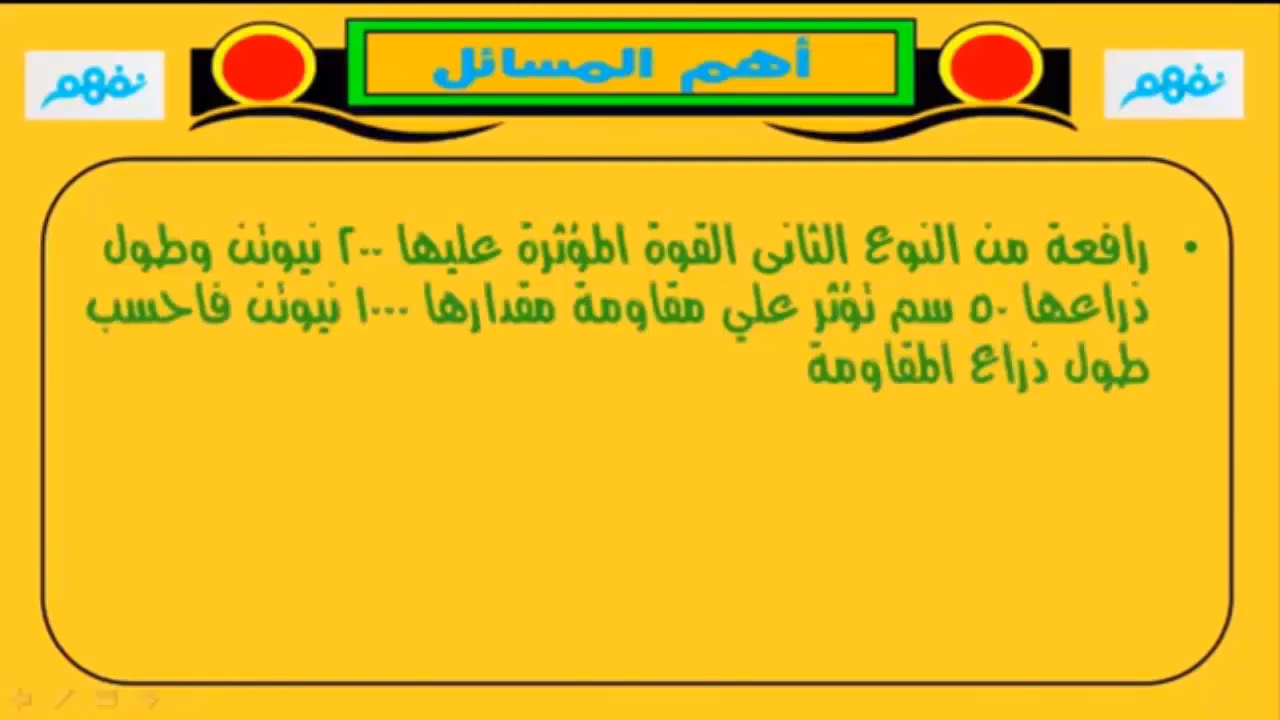 أهم المسائل
نفهم
نفهم
• رافعة من النوع الثانى القوة المؤثرة عليها ٢٠٠ نيوتن وطول
ذراعها ٥٠ سم تؤثر علي مقاومة مقدارها ١٠٠٠ نيوتن فاحسب
طول ذراع المقاومة